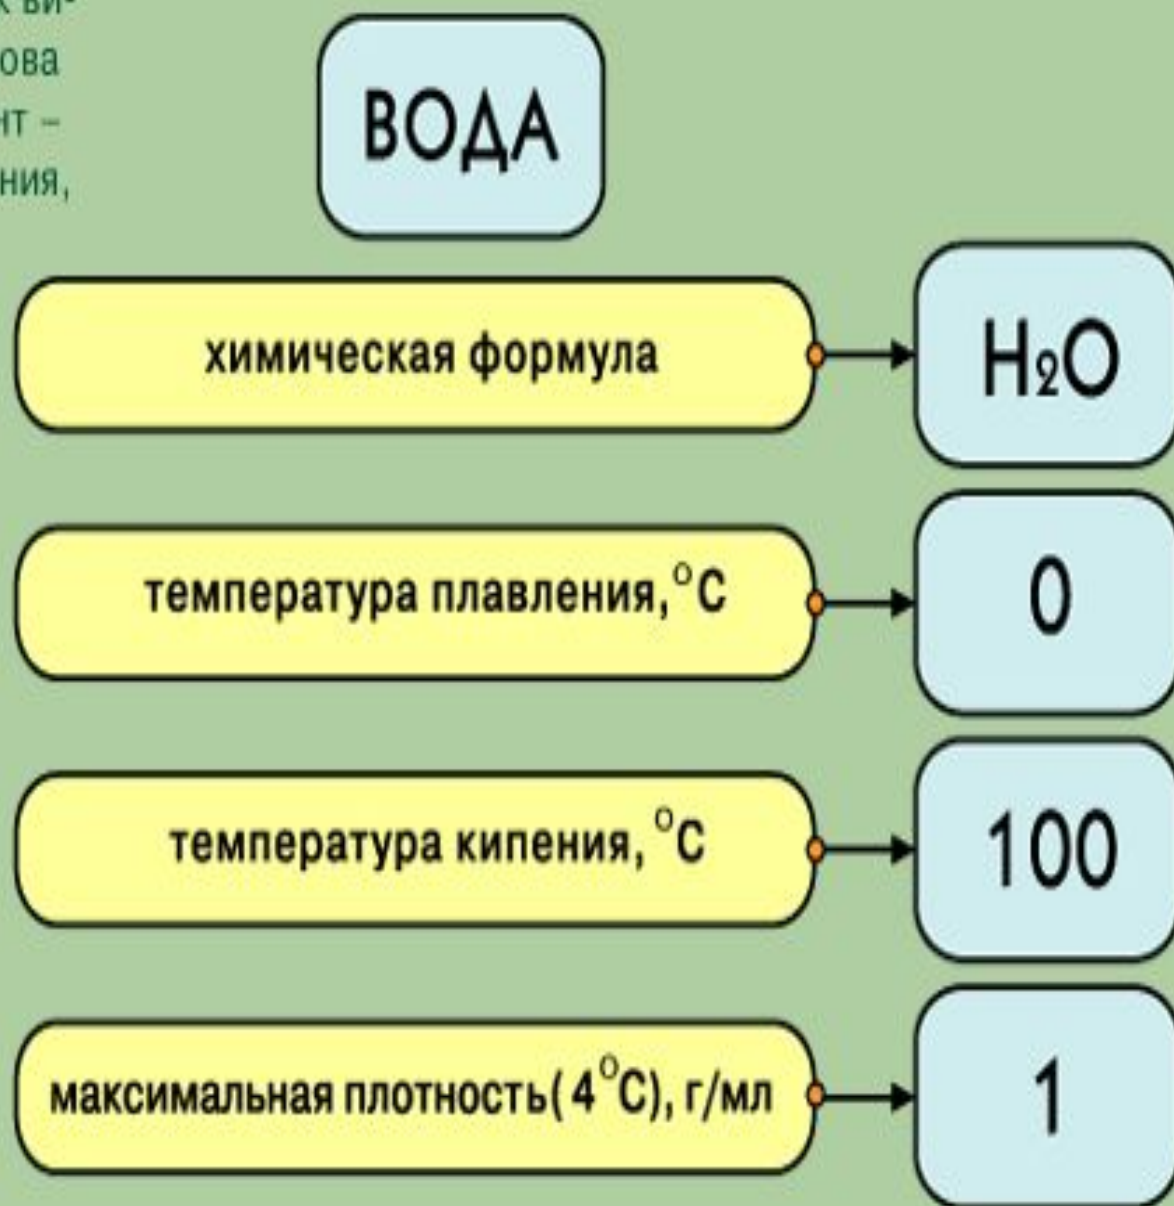 ВОДА
химическая формула
H₂O
температура плавления, °C
0
температура кипения, °C
100
максимальная плотность( 4°C), г/мл
1